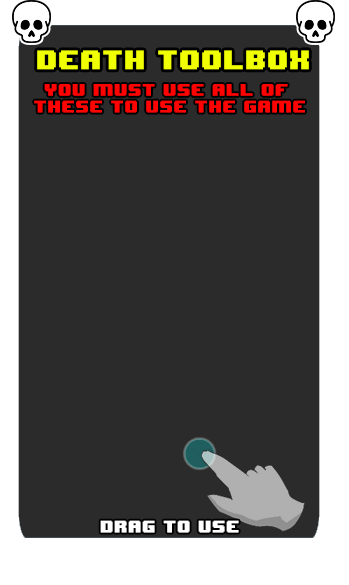 DEATH TOOLBOX
YOU MUST USE ALL OF
THESE TO USE THE GAME
DRAG TO USE